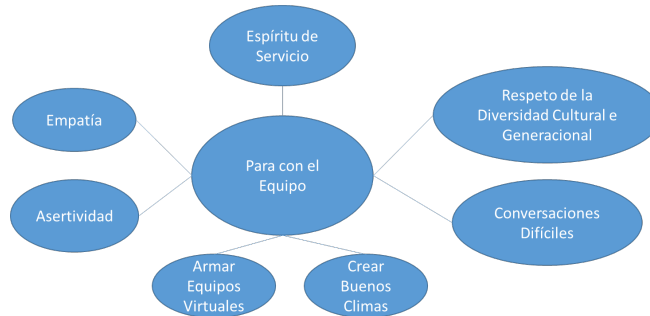 Espíritu de
Servicio
Empatía
Respeto de la
Diversidad Cultural e
Generacional
Para con el
Equipo
Asertividad
Conversaciones
Difíciles
Armar
Equipos
Virtuales
Crear
Buenos
Climas